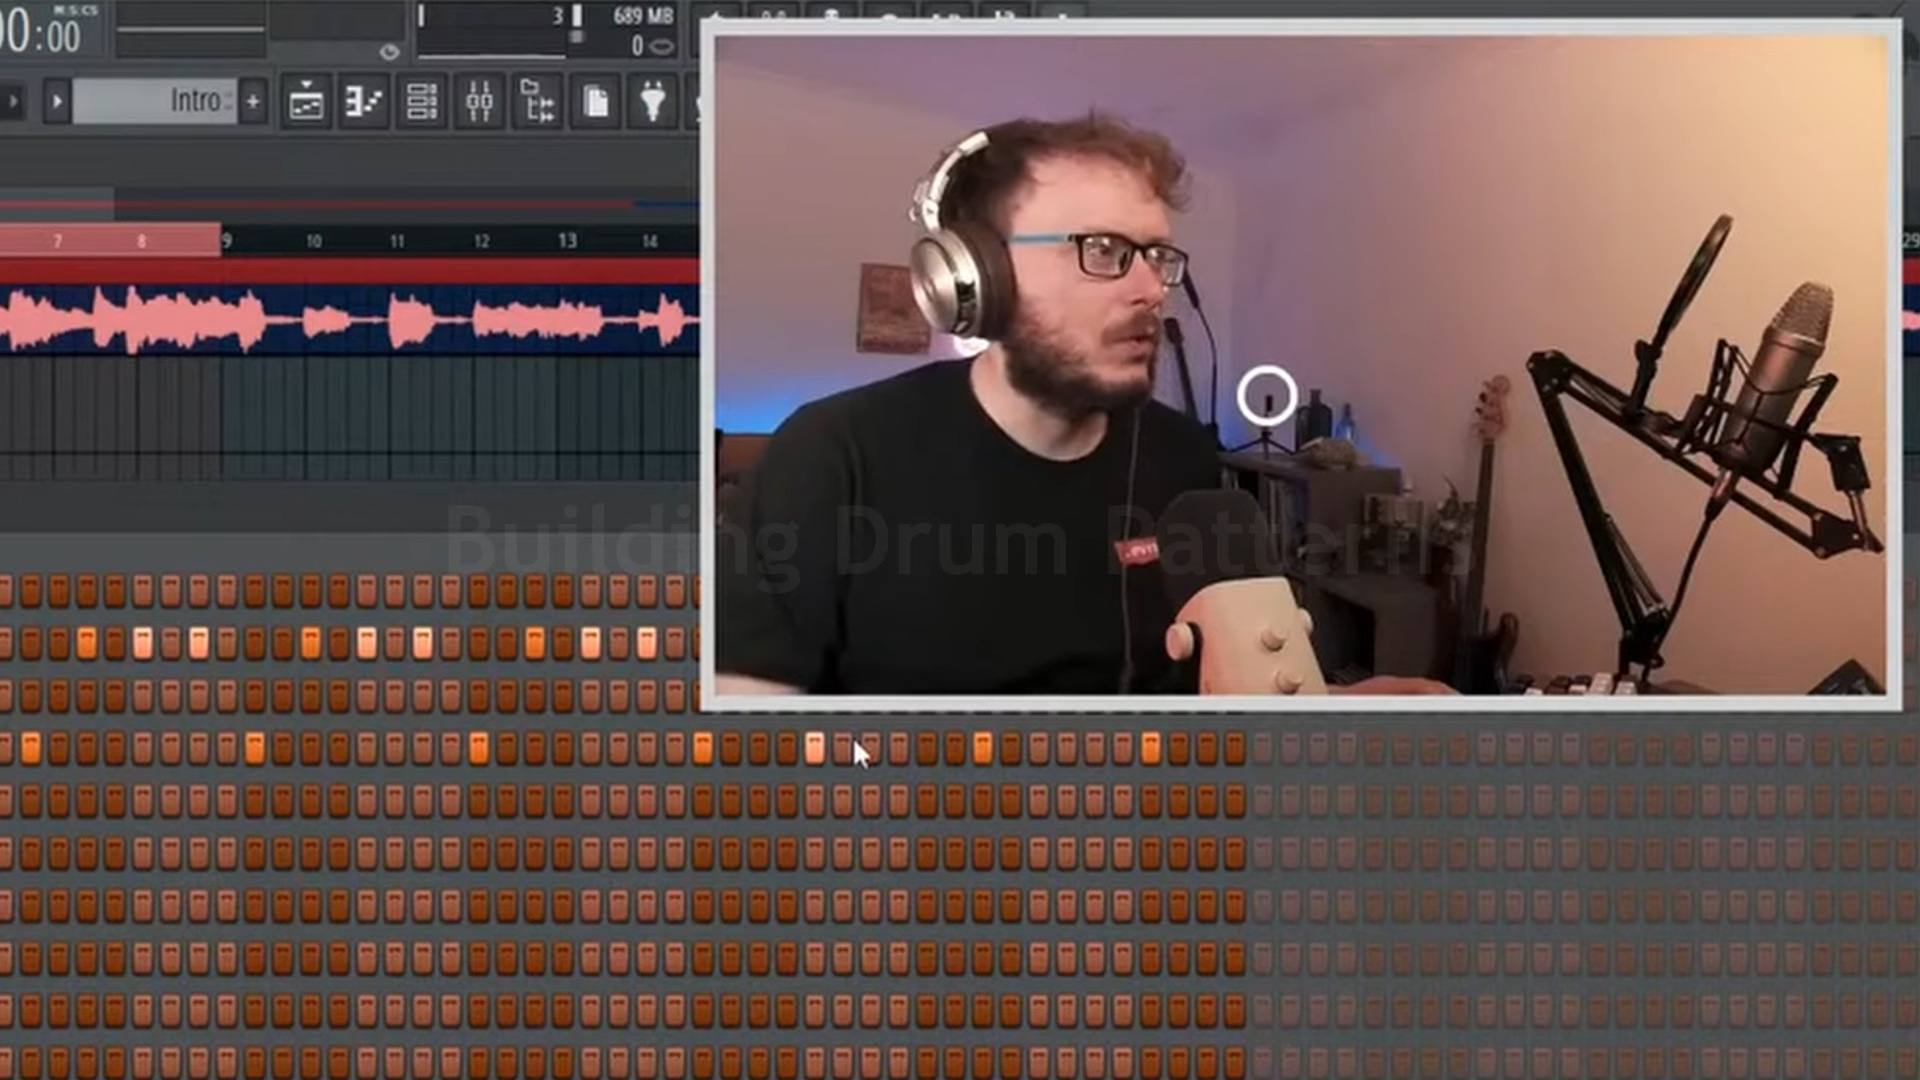 00:00
M:S:CS
3
689 MB
0
Intro
+
7 8 9 10 11 12 13 14 29
Building Drum Patterns